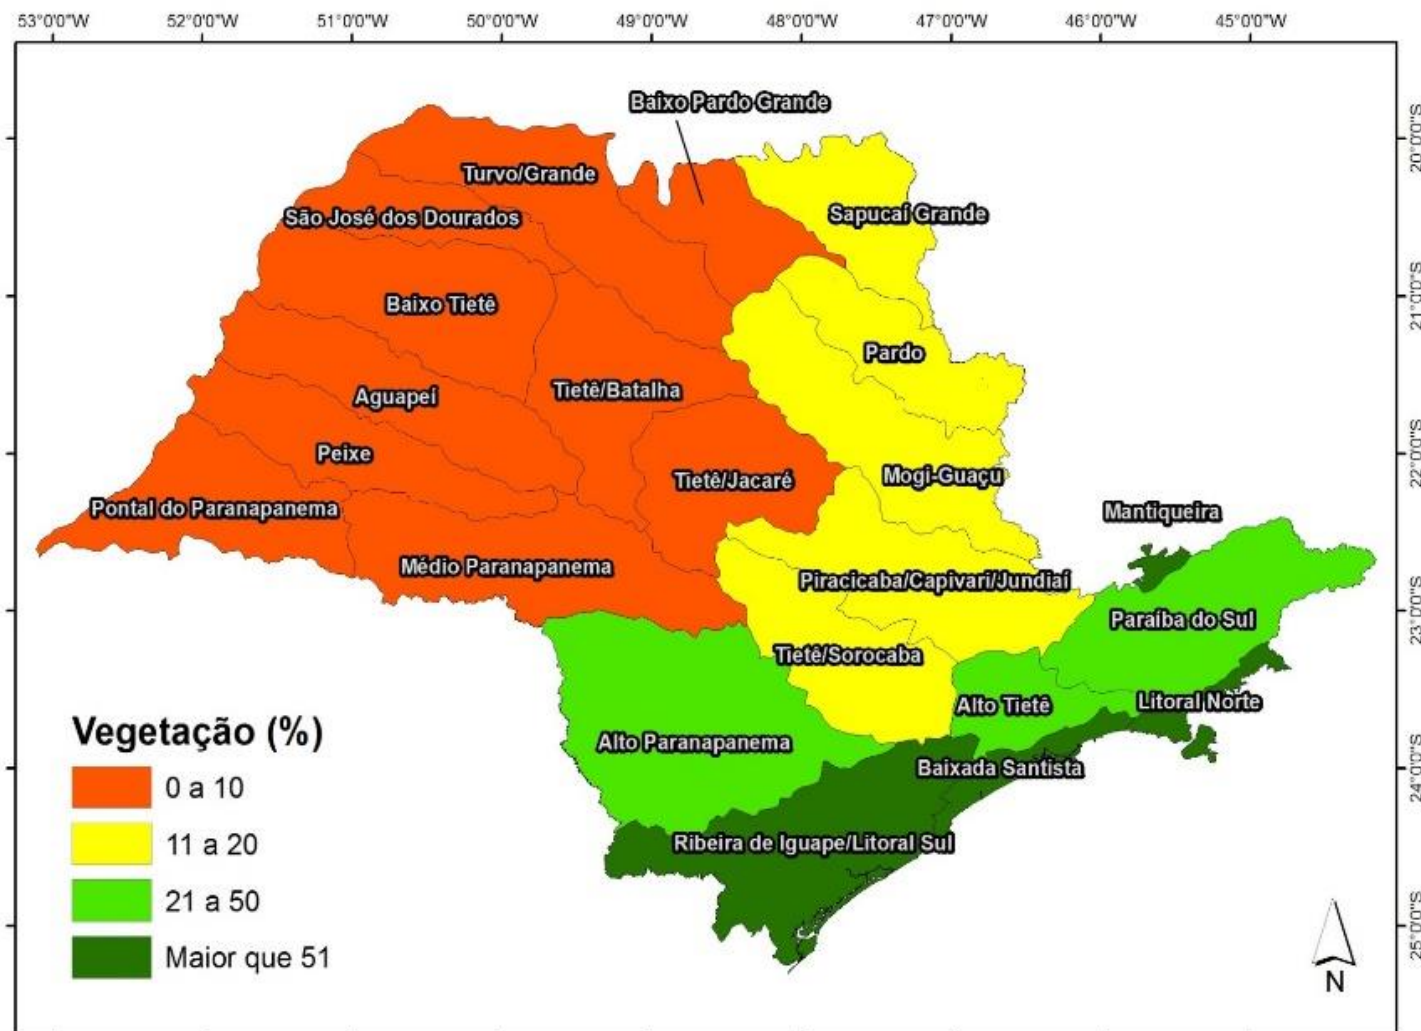 53°0'0"W 52°0'0"W 51°0'0"W 50°0'0"W 49°0'0"W 48°0'0"W 47°0'0"W 46°0'0"W 45°0'0"W
Baixo Pardo Grande
20°0'0"S
Turvo/Grande
São José dos Dourados
Sapucaí Grande
21°0'0"S
Baixo Tietê
Pardo
Tietê/Batalha
Aguapeí
Peixe
22°0'0"S
Mogi-Guaçu
Tietê/Jacaré
Pontal do Paranapanema
Mantiqueira
Médio Paranapanema
Piracicaba/Capivari/Jundiaí
23°0'0"S
Paraíba do Sul
Tietê/Sorocaba
Litoral Norte
Alto Tietê
Alto Paranapanema
Baixada Santista
24°0'0"S
Ribeira de Iguape/Litoral Sul
25°0'0"S
Vegetação (%)
0 a 10
11 a 20
21 a 50
Maior que 51
N